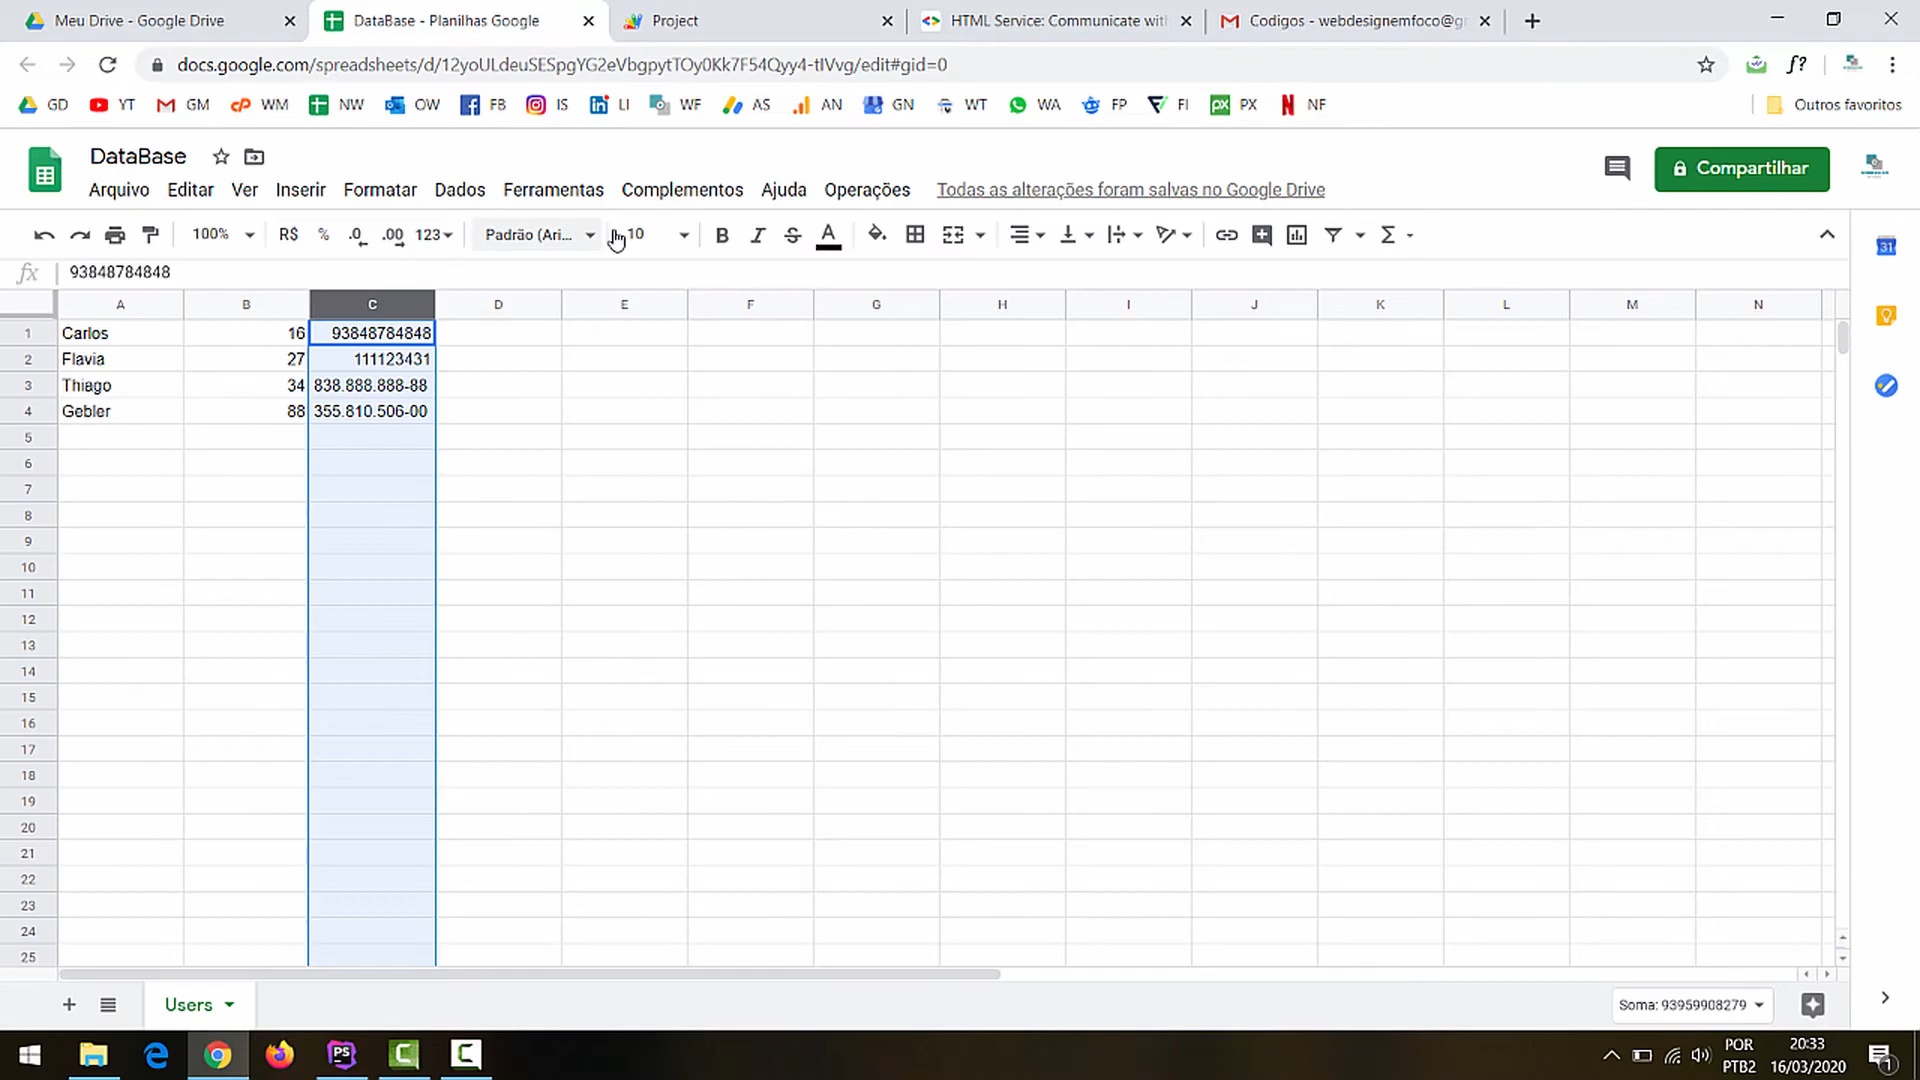 Meu Drive - Google Drive
DataBase - Planilhas Google
Project
HTML Service: Communicate with
Codigos - webdesignemfoco@gr
docs.google.com/spreadsheets/d/12yoULdeuSESpgYG2eVbgpytTOy0Kk7F54Qyy4-tIVvg/edit#gid=0
GD YT GM WM NW OW FB IS LI WF AS AN GN WT WA FP FI PX NF Outros favoritos
DataBase
Arquivo Editar Ver Inserir Formatar Dados Ferramentas Complementos Ajuda Operações Todas as alterações foram salvas no Google Drive
Compartilhar
100% R$ % .0 .00 123 Padrão (Ari... 10 B I S A Σ
31
fx 93848784848
A B C D E F G H I J K L M N
1 Carlos 16 93848784848
2 Flavia 27 111123431
3 Thiago 34 838.888.888-88
4 Gebler 88 355.810.506-00
5
6
7
8
9
10
11
12
13
14
15
16
17
18
19
20
21
22
23
24
25
Users
Soma: 93959908279
PS
POR
PTB2
20:33
16/03/2020
1